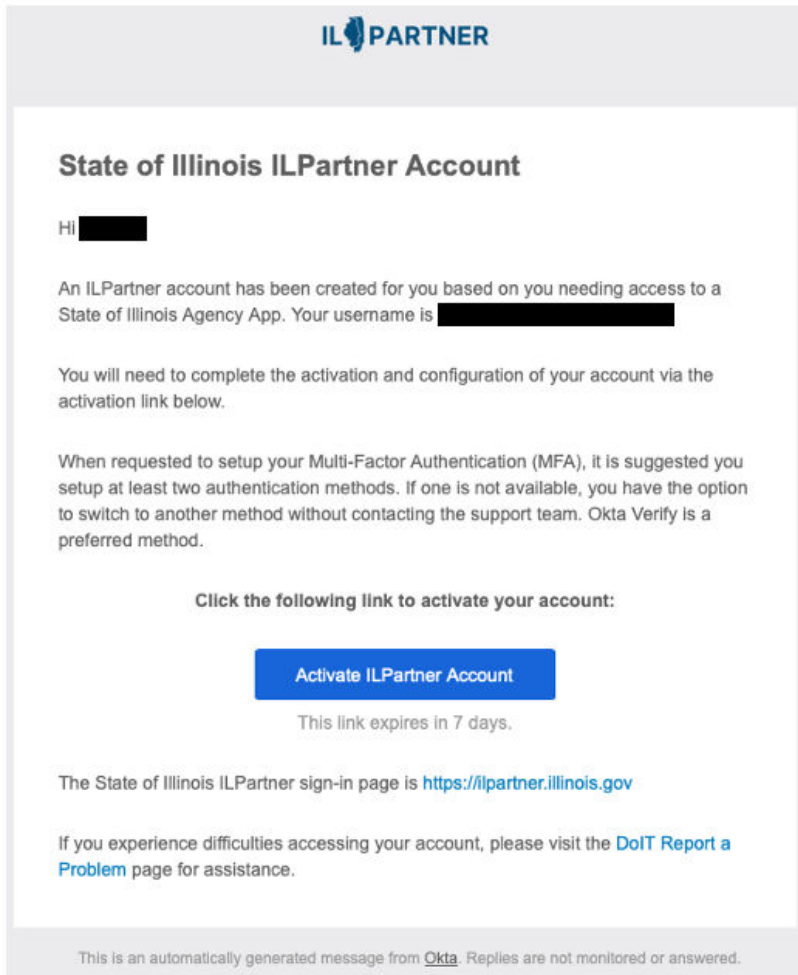 IL PARTNER
State of Illinois ILPartner Account
Hi
An ILPartner account has been created for you based on you needing access to a
State of Illinois Agency App. Your username is
You will need to complete the activation and configuration of your account via the
activation link below.
When requested to setup your Multi-Factor Authentication (MFA), it is suggested you
setup at least two authentication methods. If one is not available, you have the option
to switch to another method without contacting the support team. Okta Verify is a
preferred method.
Click the following link to activate your account:
Activate ILPartner Account
This link expires in 7 days.
The State of Illinois ILPartner sign-in page is https://ilpartner.illinois.gov
If you experience difficulties accessing your account, please visit the DoIT Report a
Problem page for assistance.
This is an automatically generated message from Okta. Replies are not monitored or answered.